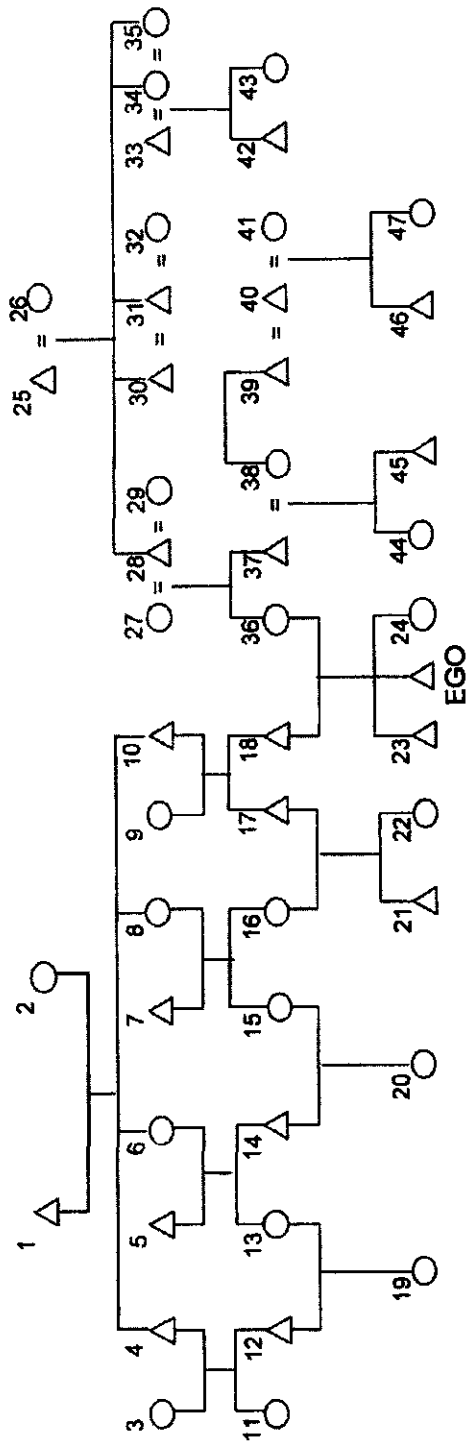 1 2 25 = 26
3 4 5 6 7 8 9 10 27 = 28 = 29 30 = 31 = 32 33 = 34 = 35
11 12 13 14 15 16 17 18 36 37 = 38 39 = 40 = 41 42 43
19 20 21 22 23 24 44 45 46 47
EGO